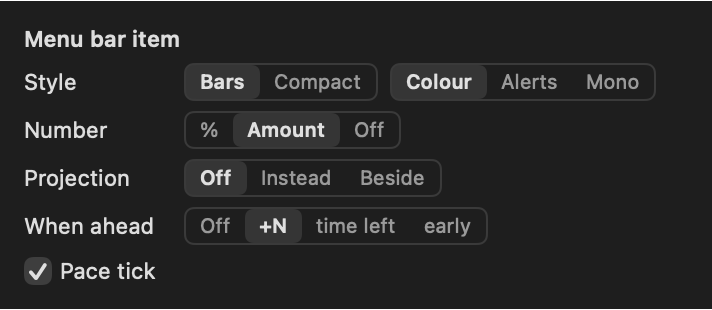 Menu bar item
Style Bars Compact Colour Alerts Mono
Number % Amount Off
Projection Off Instead Beside
When ahead Off +N time left early
Pace tick